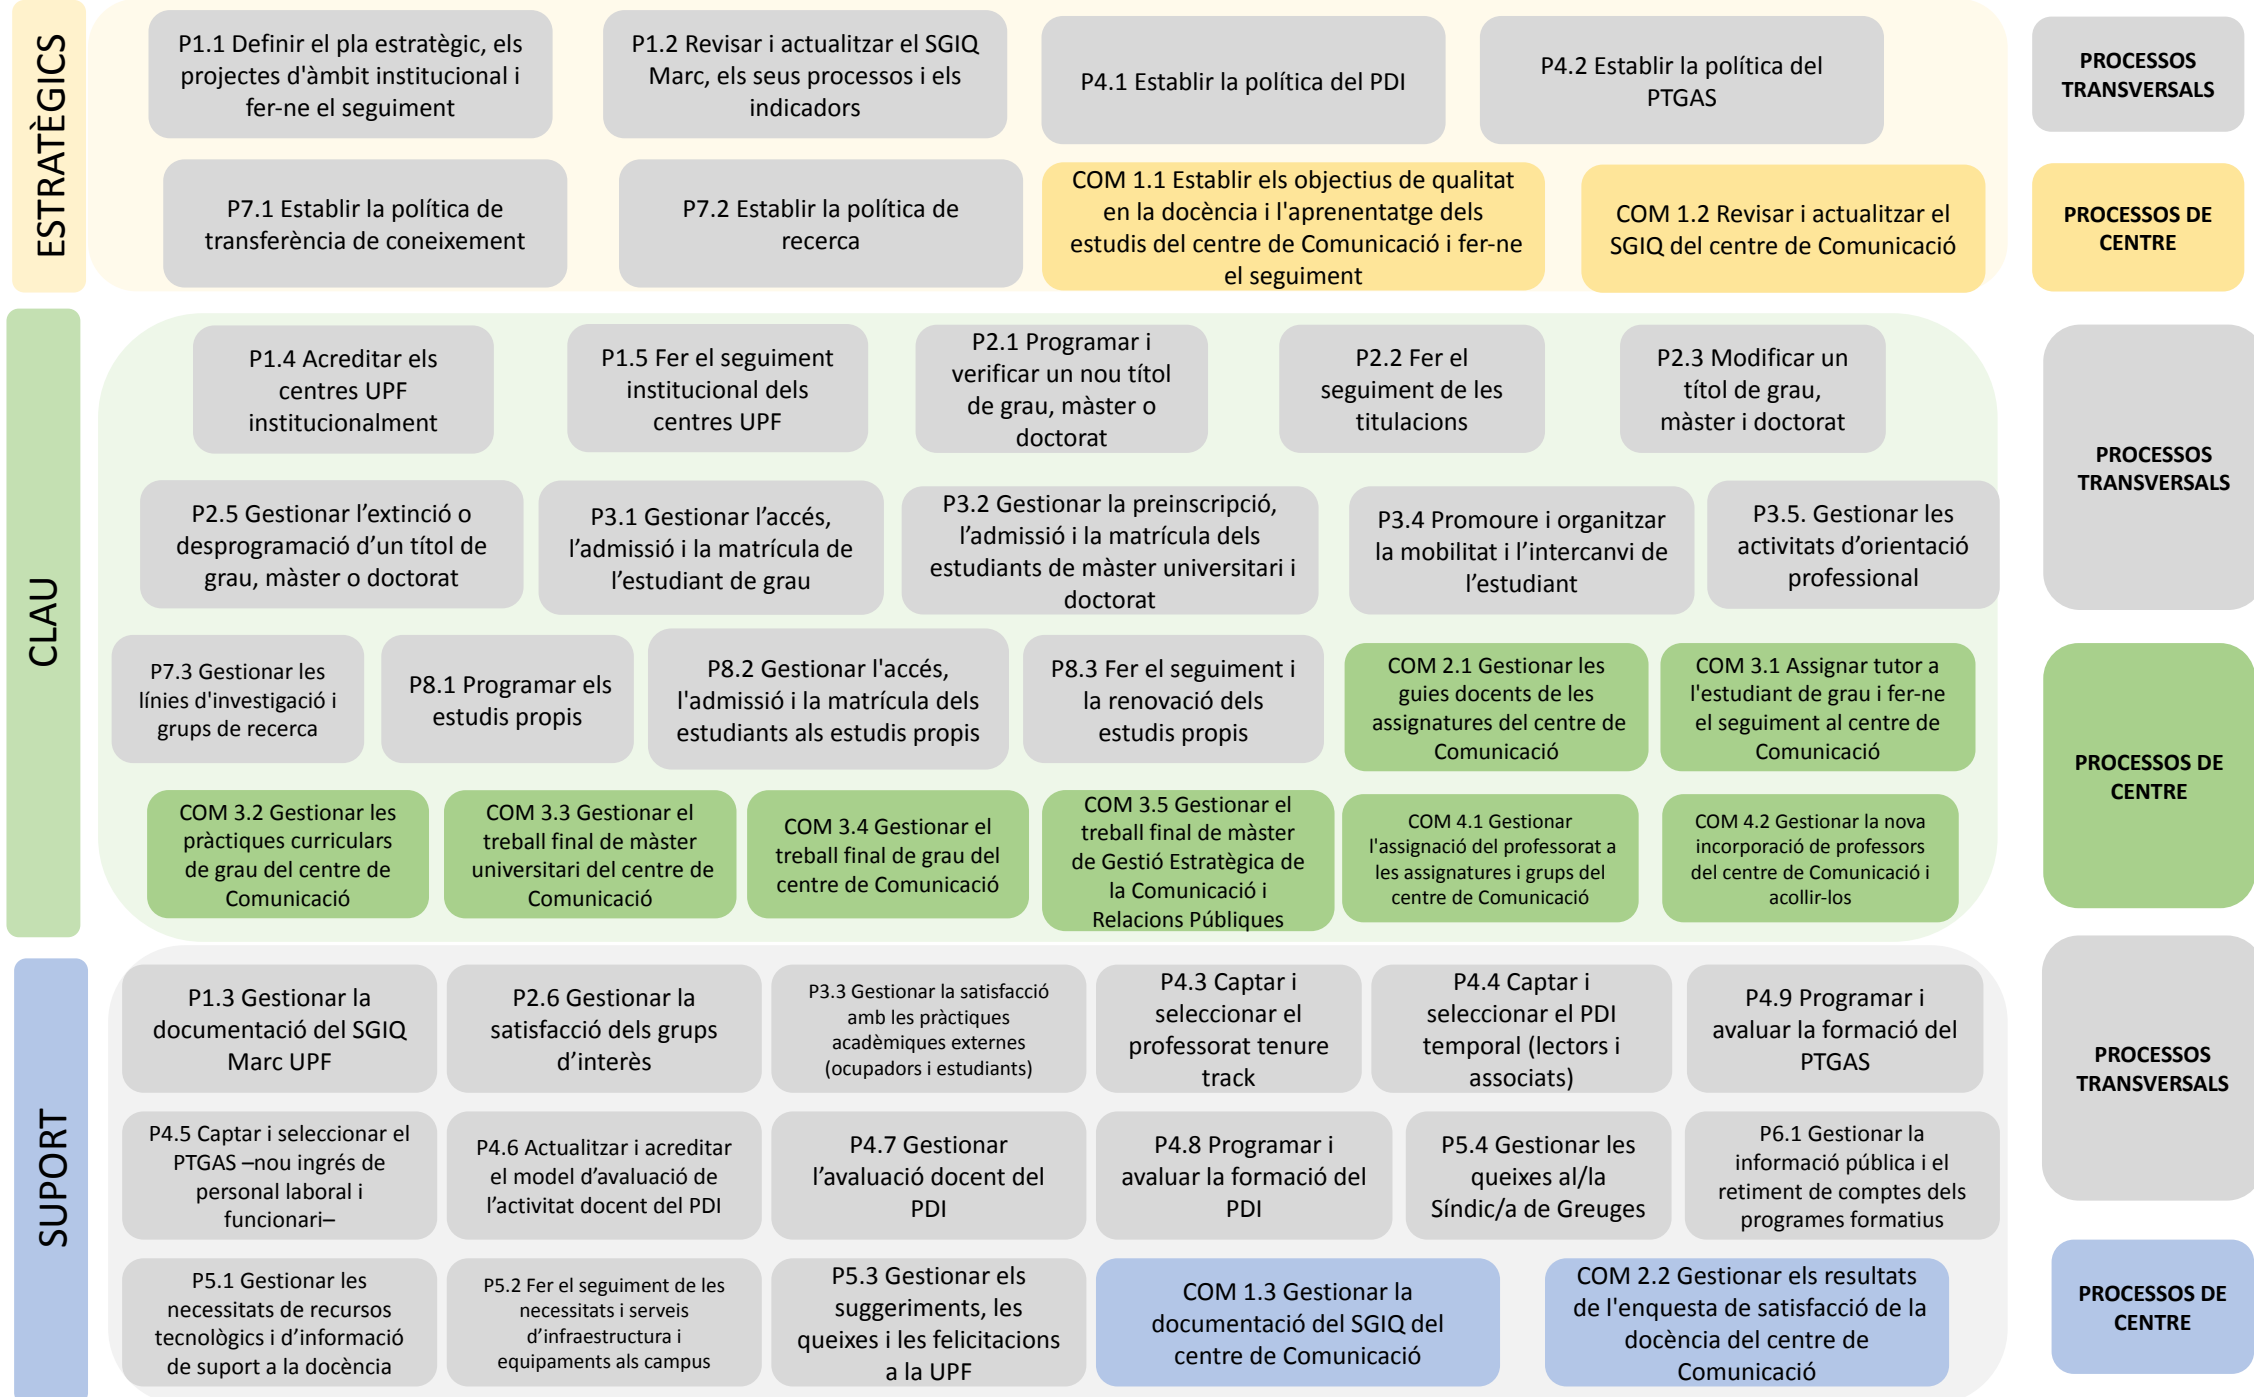 ESTRATÈGICS
P1.1 Definir el pla estratègic, els
projectes d'àmbit institucional i
fer-ne el seguiment
P1.2 Revisar i actualitzar el SGIQ
Marc, els seus processos i els
indicadors
P4.1 Establir la política del PDI
P4.2 Establir la política del
PTGAS
PROCESSOS
TRANSVERSALS
P7.1 Establir la política de
transferència de coneixement
P7.2 Establir la política de
recerca
COM 1.1 Establir els objectius de qualitat
en la docència i l'aprenentatge dels
estudis del centre de Comunicació i fer-ne
el seguiment
COM 1.2 Revisar i actualitzar el
SGIQ del centre de Comunicació
PROCESSOS DE
CENTRE
CLAU
P1.4 Acreditar els
centres UPF
institucionalment
P1.5 Fer el seguiment
institucional dels
centres UPF
P2.1 Programar i
verificar un nou títol
de grau, màster o
doctorat
P2.2 Fer el
seguiment de les
titulacions
P2.3 Modificar un
títol de grau,
màster i doctorat
PROCESSOS
TRANSVERSALS
P2.5 Gestionar l’extinció o
desprogramació d’un títol de
grau, màster o doctorat
P3.1 Gestionar l’accés,
l’admissió i la matrícula de
l’estudiant de grau
P3.2 Gestionar la preinscripció,
l’admissió i la matrícula dels
estudiants de màster universitari i
doctorat
P3.4 Promoure i organitzar
la mobilitat i l’intercanvi de
l’estudiant
P3.5. Gestionar les
activitats d’orientació
professional
P7.3 Gestionar les
línies d'investigació i
grups de recerca
P8.1 Programar els
estudis propis
P8.2 Gestionar l'accés,
l'admissió i la matrícula dels
estudiants als estudis propis
P8.3 Fer el seguiment i
la renovació dels
estudis propis
COM 2.1 Gestionar les
guies docents de les
assignatures del centre de
Comunicació
COM 3.1 Assignar tutor a
l'estudiant de grau i fer-ne
el seguiment al centre de
Comunicació
PROCESSOS DE
CENTRE
COM 3.2 Gestionar les
pràctiques curriculars
de grau del centre de
Comunicació
COM 3.3 Gestionar el
treball final de màster
universitari del centre de
Comunicació
COM 3.4 Gestionar el
treball final de grau del
centre de Comunicació
COM 3.5 Gestionar el
treball final de màster
de Gestió Estratègica de
la Comunicació i
Relacions Públiques
COM 4.1 Gestionar
l'assignació del professorat a
les assignatures i grups del
centre de Comunicació
COM 4.2 Gestionar la nova
incorporació de professors
del centre de Comunicació i
acollir-los
SUPORT
P1.3 Gestionar la
documentació del SGIQ
Marc UPF
P2.6 Gestionar la
satisfacció dels grups
d’interès
P3.3 Gestionar la satisfacció
amb les pràctiques
acadèmiques externes
(ocupadors i estudiants)
P4.3 Captar i
seleccionar el
professorat tenure
track
P4.4 Captar i
seleccionar el PDI
temporal (lectors i
associats)
P4.9 Programar i
avaluar la formació del
PTGAS
PROCESSOS
TRANSVERSALS
P4.5 Captar i seleccionar el
PTGAS –nou ingrés de
personal laboral i
funcionari–
P4.6 Actualitzar i acreditar
el model d’avaluació de
l’activitat docent del PDI
P4.7 Gestionar
l’avaluació docent del
PDI
P4.8 Programar i
avaluar la formació del
PDI
P5.4 Gestionar les
queixes al/la
Síndic/a de Greuges
P6.1 Gestionar la
informació pública i el
retiment de comptes dels
programes formatius
P5.1 Gestionar les
necessitats de recursos
tecnològics i d’informació
de suport a la docència
P5.2 Fer el seguiment de les
necessitats i serveis
d’infraestructura i
equipaments als campus
P5.3 Gestionar els
suggeriments, les
queixes i les felicitacions
a la UPF
COM 1.3 Gestionar la
documentació del SGIQ del
centre de Comunicació
COM 2.2 Gestionar els resultats
de l'enquesta de satisfacció de la
docència del centre de
Comunicació
PROCESSOS DE
CENTRE